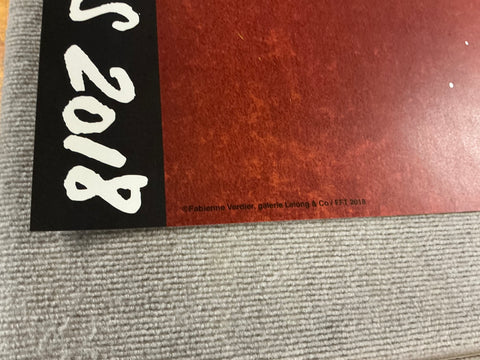 S 2018
©Fabienne Verdier, galerie Lelong & Co / FFT 2018